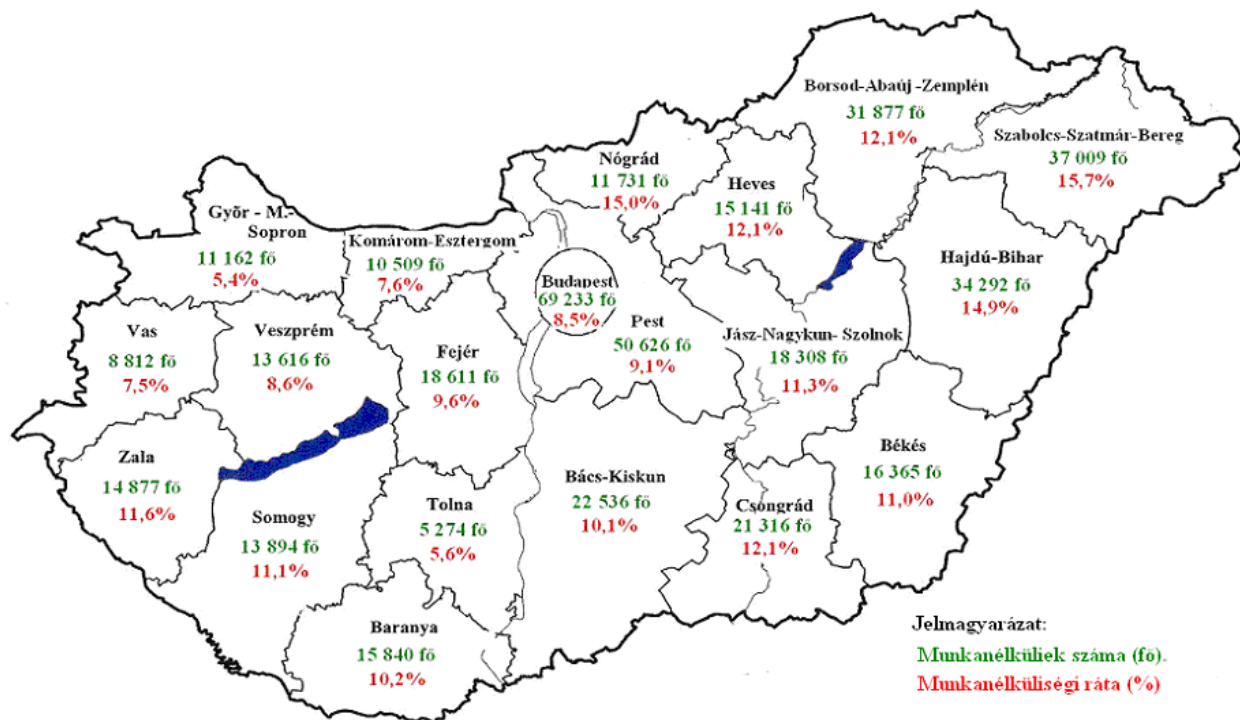 Borsod-Abaúj -Zemplén
31 877 fő
12,1%
Szabolcs-Szatmár-Bereg
37 009 fő
15,7%
Nógrád
11 731 fő
15,0%
Heves
15 141 fő
12,1%
Győr - M.-
Sopron
11 162 fő
5,4%
Komárom-Esztergom
10 509 fő
7,6%
Budapest
69 233 fő
8,5%
Hajdú-Bihar
34 292 fő
14,9%
Vas
8 812 fő
7,5%
Veszprém
13 616 fő
8,6%
Fejér
18 611 fő
9,6%
Pest
50 626 fő
9,1%
Jász-Nagykun- Szolnok
18 308 fő
11,3%
Zala
14 877 fő
11,6%
Somogy
13 894 fő
11,1%
Tolna
5 274 fő
5,6%
Bács-Kiskun
22 536 fő
10,1%
Csongrád
21 316 fő
12,1%
Békés
16 365 fő
11,0%
Baranya
15 840 fő
10,2%
Jelmagyarázat:
Munkanélküliek száma (fő).
Munkanélküliségi ráta (%)